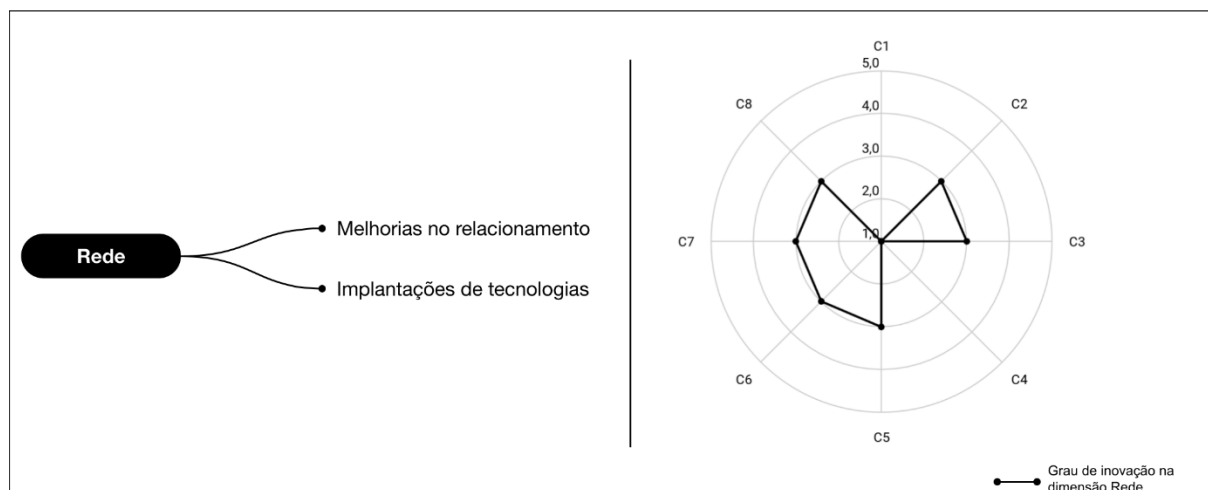 Rede
Melhorias no relacionamento
Implantações de tecnologias
C1
5,0
C8
C2
4,0
3,0
2,0
C7
1,0
C3
C6
C4
C5
Grau de inovação na
dimensão Rede